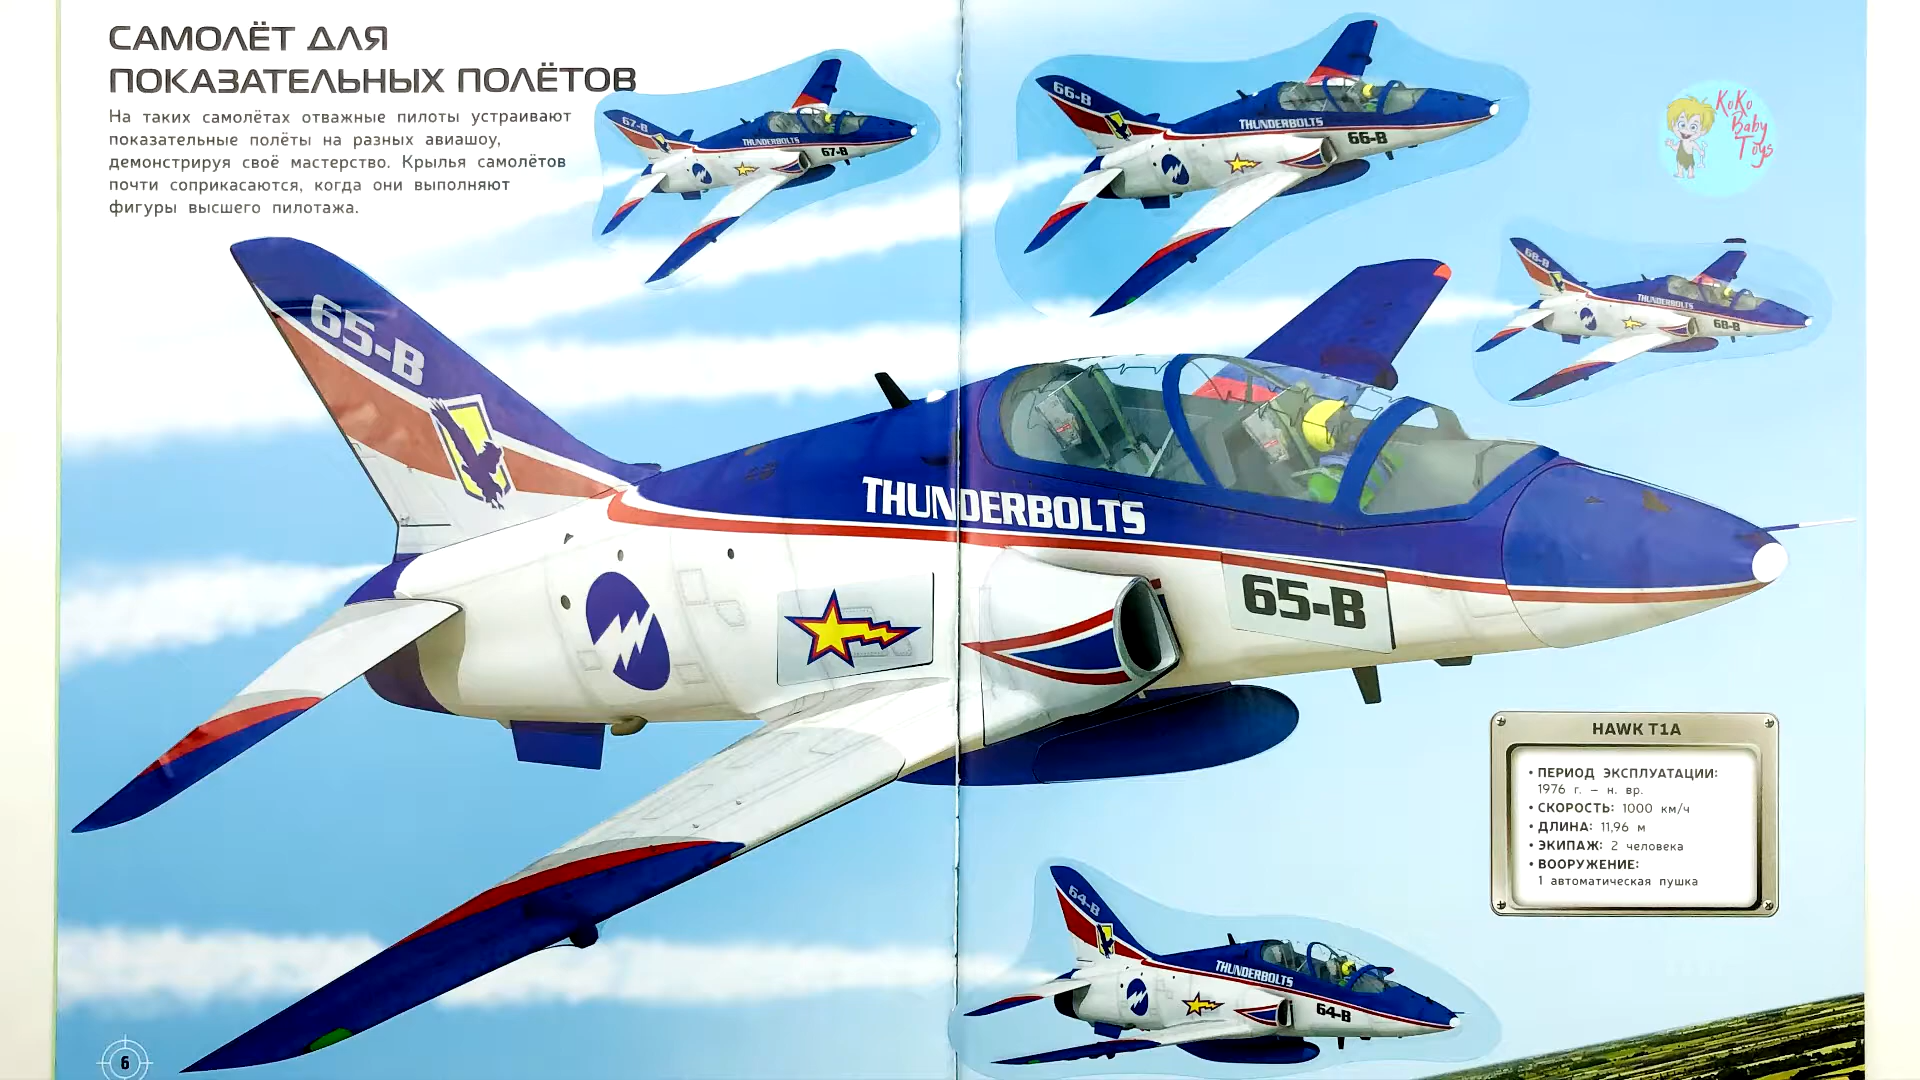 САМОЛЁТ ДЛЯ
ПОКАЗАТЕЛЬНЫХ ПОЛЁТОВ
На таких самолётах отважные пилоты устраивают
показательные полёты на разных авиашоу,
демонстрируя своё мастерство. Крылья самолётов
почти соприкасаются, когда они выполняют
фигуры высшего пилотажа.
67-B
THUNDERBOLTS
67-B
66-B
THUNDERBOLTS
66-B
KoKo
Baby
Toys
68-B
THUNDERBOLTS
68-B
65-B
THUNDERBOLTS
65-B
HAWK T1A
• ПЕРИОД ЭКСПЛУАТАЦИИ:
1976 г. – н. вр.
• СКОРОСТЬ: 1000 км/ч
• ДЛИНА: 11,96 м
• ЭКИПАЖ: 2 человека
• ВООРУЖЕНИЕ:
1 автоматическая пушка
64-B
THUNDERBOLTS
64-B
6